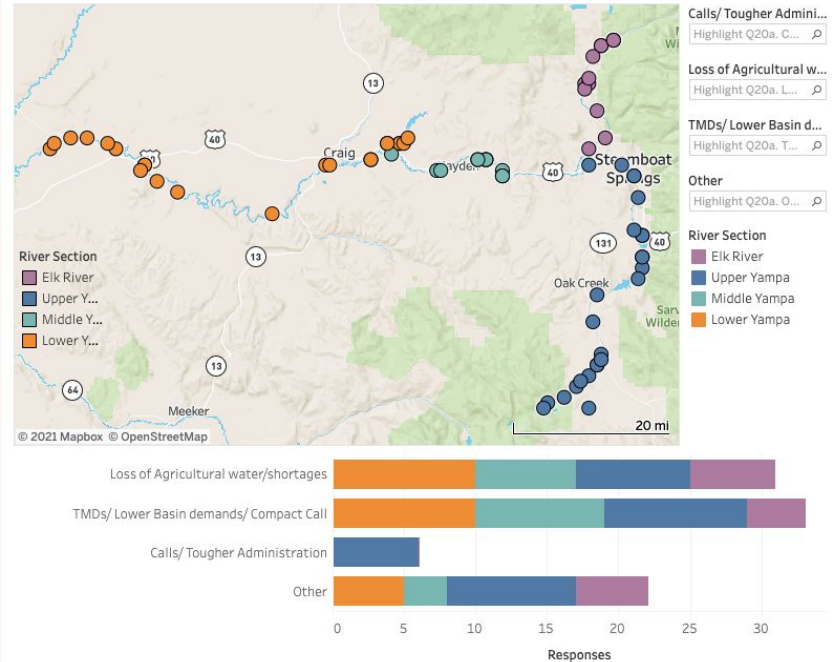 Calls/ Tougher Admini...
Highlight Q20a. C...
Loss of Agricultural w...
Highlight Q20a. L...
TMDs/ Lower Basin d...
Highlight Q20a. T...
Other
Highlight Q20a. O...
River Section
Elk River
Upper Yampa
Middle Yampa
Lower Yampa
13
40
Craig
40
Steamboat
Springs
131
40
13
Oak Creek
River Section
Elk River
Upper Y...
Middle Y...
Lower Y...
13
64
Meeker
20 mi
© 2021 Mapbox © OpenStreetMap
Loss of Agricultural water/shortages
TMDs/ Lower Basin demands/ Compact Call
Calls/ Tougher Administration
Other
0 5 10 15 20 25 30
Responses